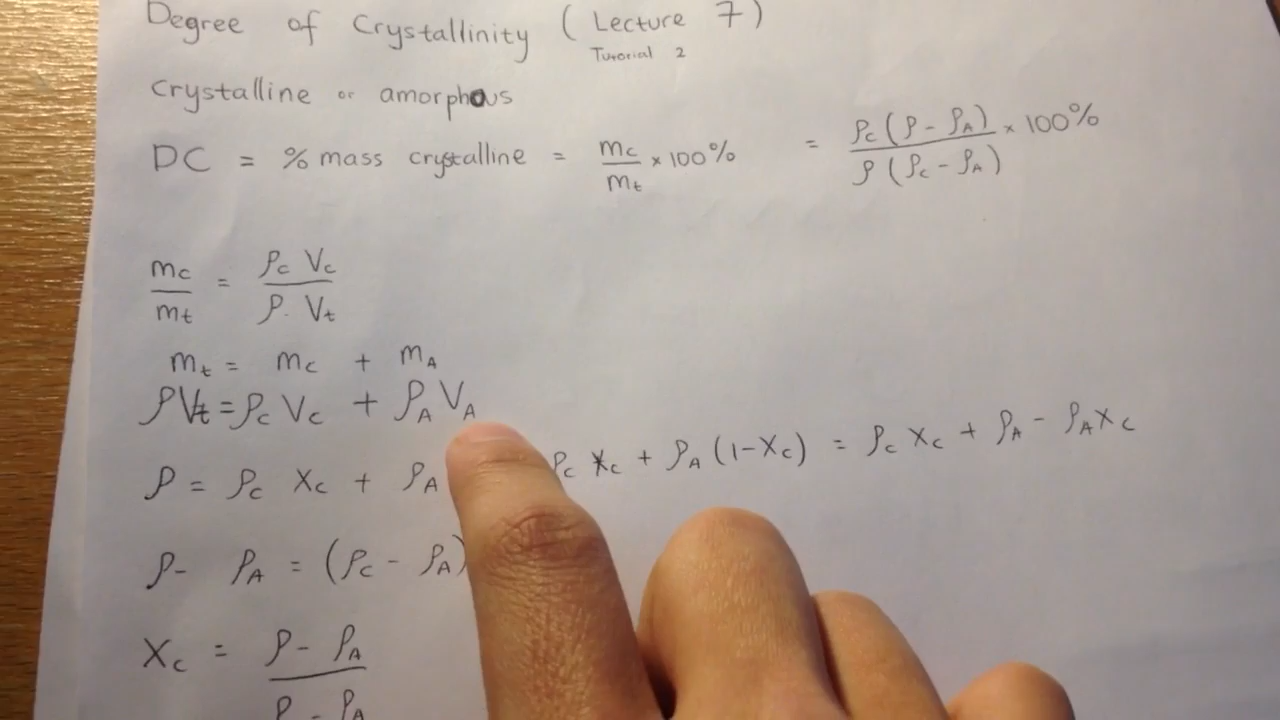 Degree of Crystallinity (Lecture 7)
Tutorial 2
Crystalline or amorphous
DC = % mass crystalline = mc/mt × 100% = ρc(ρ - ρA)/ρ(ρc - ρA) × 100%
mc/mt = ρc Vc/ρ. Vt
mt = mc + mA
ρVt = ρc Vc + ρA VA
ρ = ρc Xc + ρA ρc Xc + ρA (1-Xc) = ρc Xc + ρA - ρA Xc
ρ - ρA = (ρc - ρA)
Xc = ρ - ρA/ρ - ρA